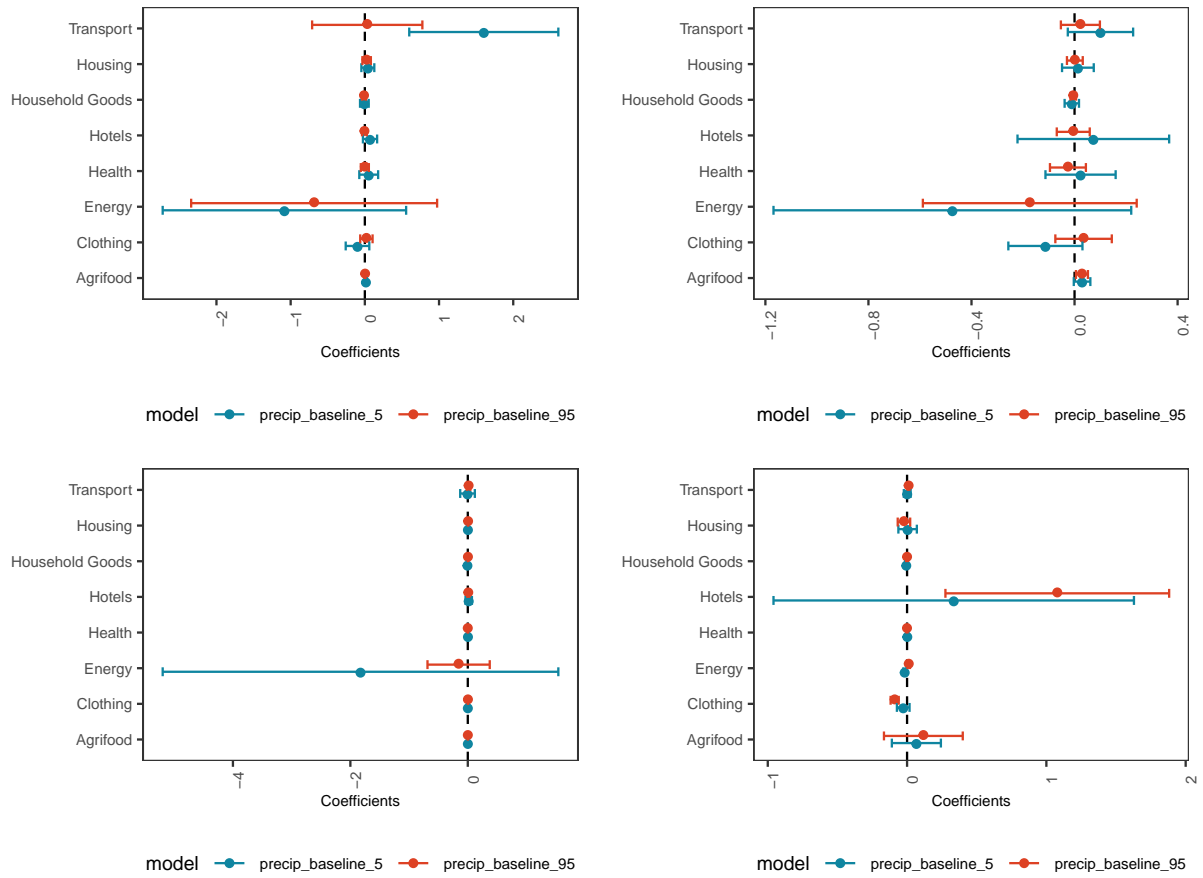 Transport
Housing
Household Goods
Hotels
Health
Energy
Clothing
Agrifood
-2
-1
0
1
2
Coefficients
model precip_baseline_5 precip_baseline_95
Transport
Housing
Household Goods
Hotels
Health
Energy
Clothing
Agrifood
-1.2
-0.8
-0.4
0.0
0.4
Coefficients
model precip_baseline_5 precip_baseline_95
Transport
Housing
Household Goods
Hotels
Health
Energy
Clothing
Agrifood
-4
-2
0
Coefficients
model precip_baseline_5 precip_baseline_95
Transport
Housing
Household Goods
Hotels
Health
Energy
Clothing
Agrifood
-1
0
1
2
Coefficients
model precip_baseline_5 precip_baseline_95